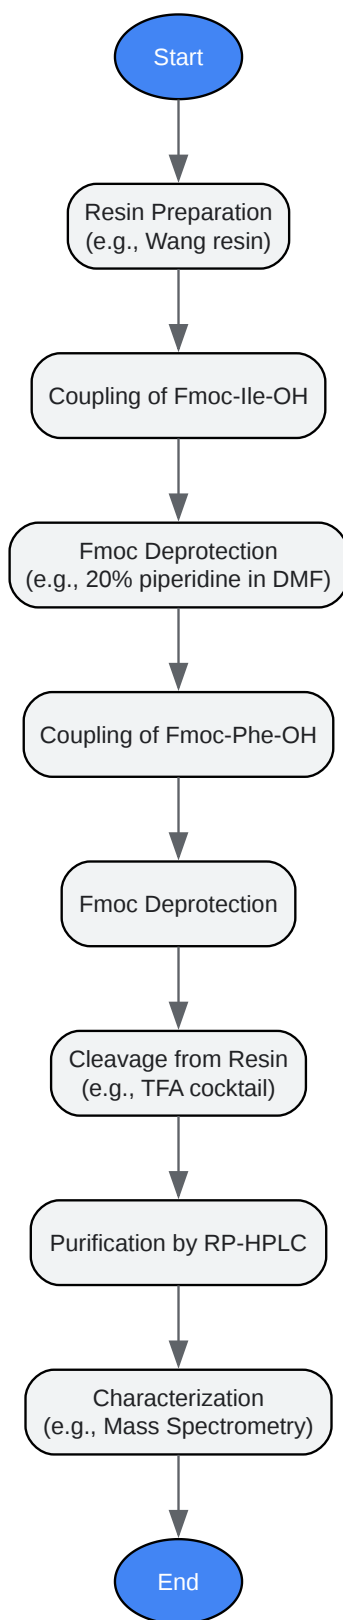 Start
Resin Preparation
(e.g., Wang resin)
Coupling of Fmoc-Ile-OH
Fmoc Deprotection
(e.g., 20% piperidine in DMF)
Coupling of Fmoc-Phe-OH
Fmoc Deprotection
Cleavage from Resin
(e.g., TFA cocktail)
Purification by RP-HPLC
Characterization
(e.g., Mass Spectrometry)
End